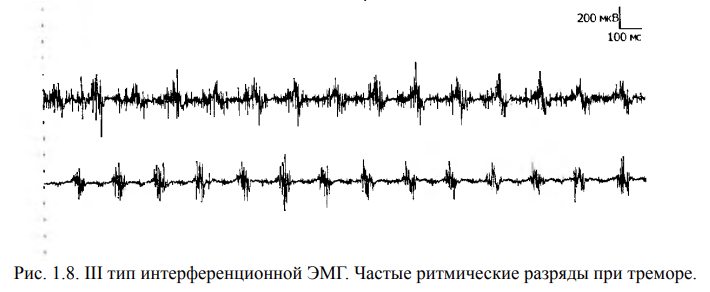 200 мкВ
100 мс
Рис. 1.8. III тип интерференционной ЭМГ. Частые ритмические разряды при треморе.